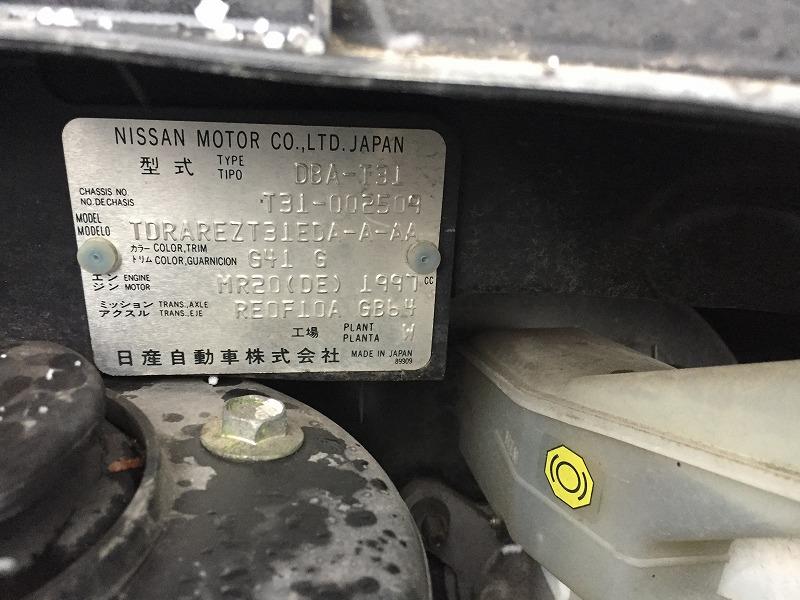 NISSAN MOTOR CO.,LTD. JAPAN
型式 TYPE TIPO DBA-T31
CHASSIS NO. NO.DE CHASIS T31-002509
MODEL MODELO TDRAREZT31EDA-A-AA
カラー トリム COLOR,TRIM COLOR,GUARNICION G41 G
エンジン ENGINE MOTOR MR20(DE) 1997 CC
ミッション アクスル TRANS.,AXLE TRANS.,EJE RE0F10A GB64
工場 PLANT PLANTA W
日産自動車株式会社 MADE IN JAPAN 89909